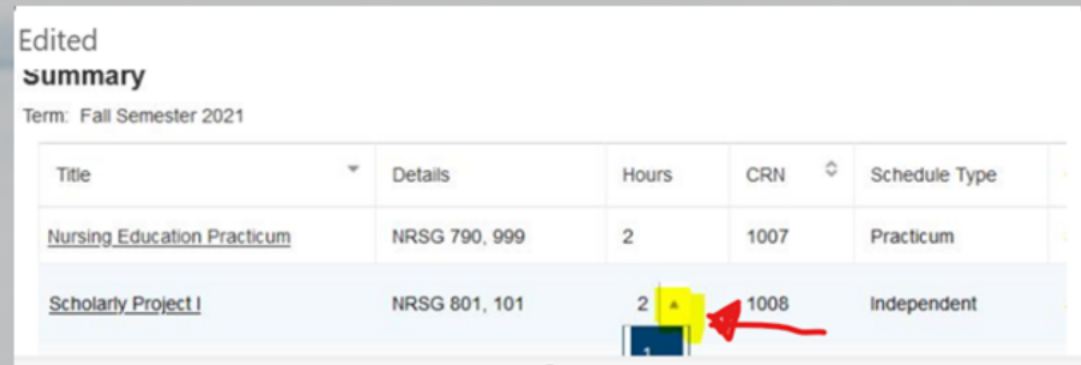 Edited
Summary
Term: Fall Semester 2021
Title Details Hours CRN Schedule Type
Nursing Education Practicum NRSG 790, 999 2 1007 Practicum
Scholarly Project I NRSG 801, 101 2 1008 Independent
1